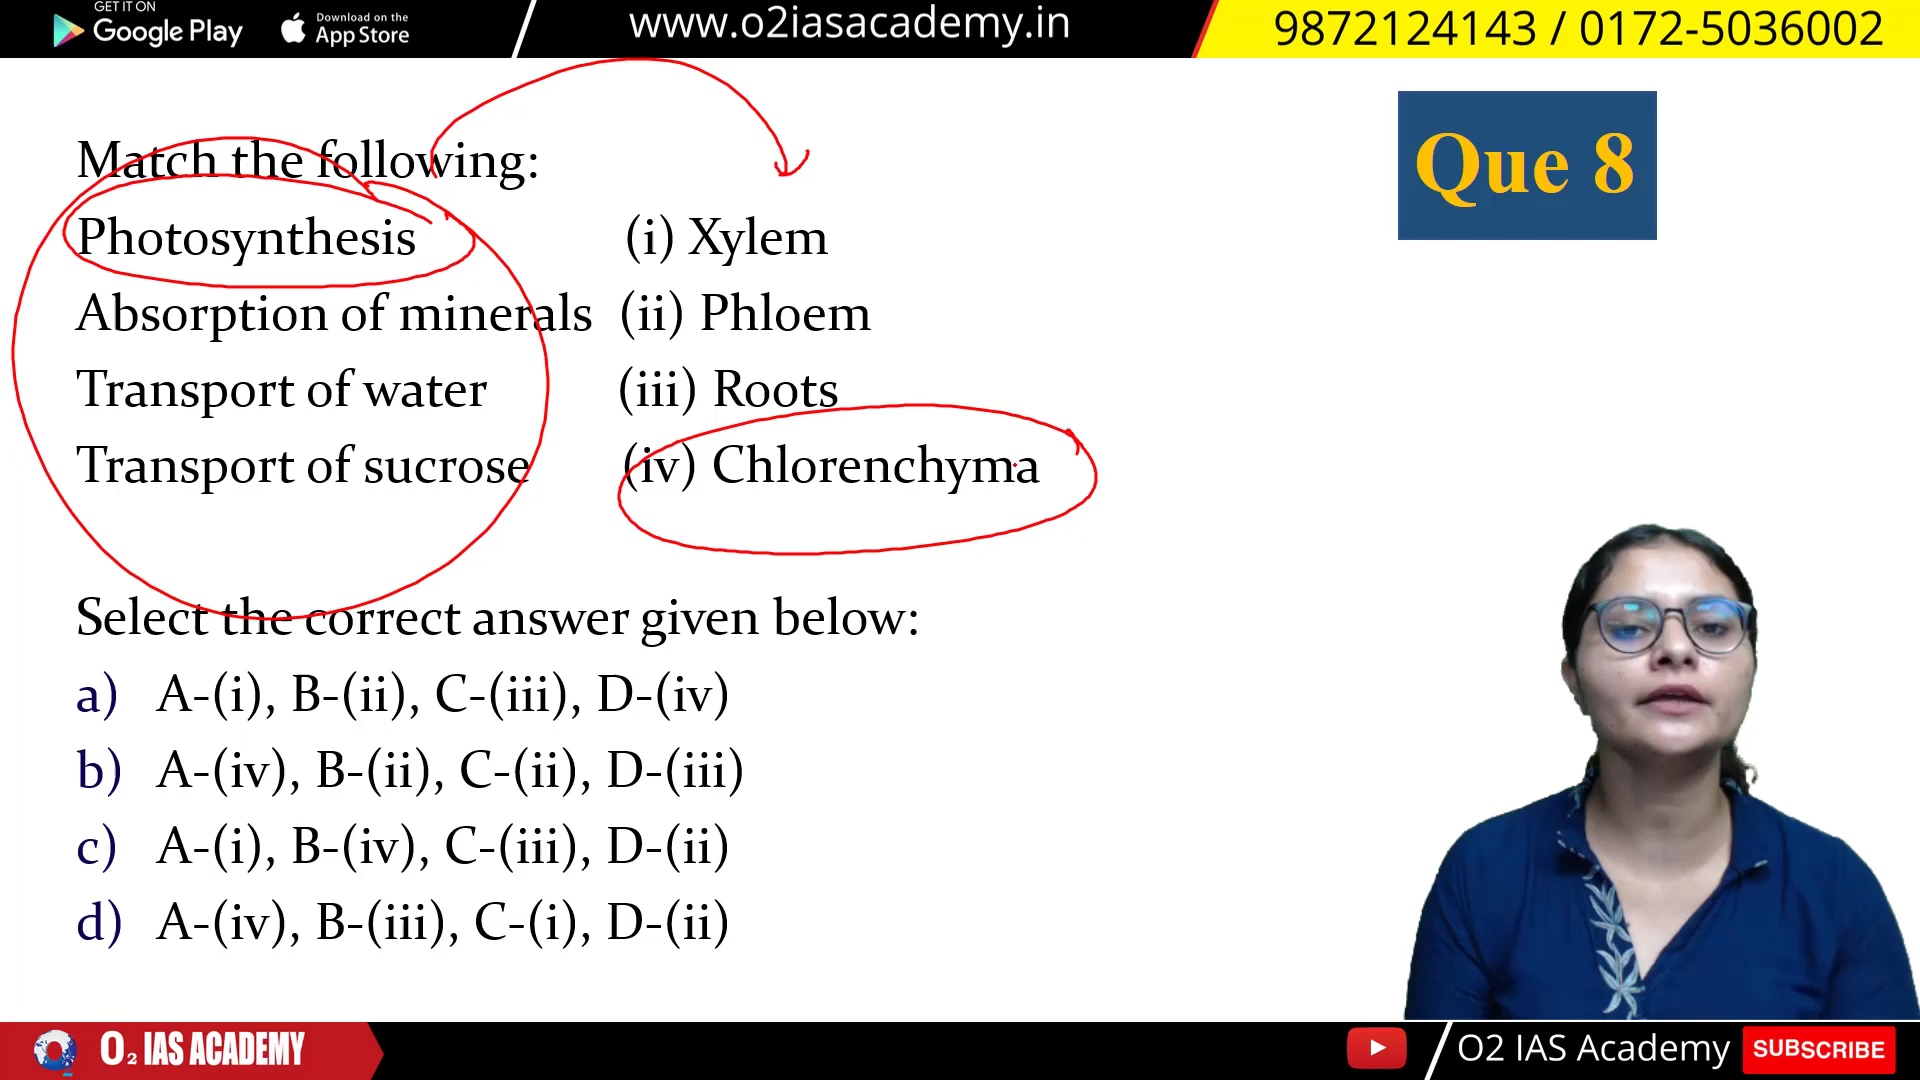 GET IT ON
Google Play
Download on the
App Store
www.o2iasacademy.in
9872124143 / 0172-5036002
Que 8
Match the following:
Photosynthesis (i) Xylem
Absorption of minerals (ii) Phloem
Transport of water (iii) Roots
Transport of sucrose (iv) Chlorenchyma
Select the correct answer given below:
a) A-(i), B-(ii), C-(iii), D-(iv)
b) A-(iv), B-(ii), C-(ii), D-(iii)
c) A-(i), B-(iv), C-(iii), D-(ii)
d) A-(iv), B-(iii), C-(i), D-(ii)
O2 IAS ACADEMY
O2 IAS Academy
SUBSCRIBE